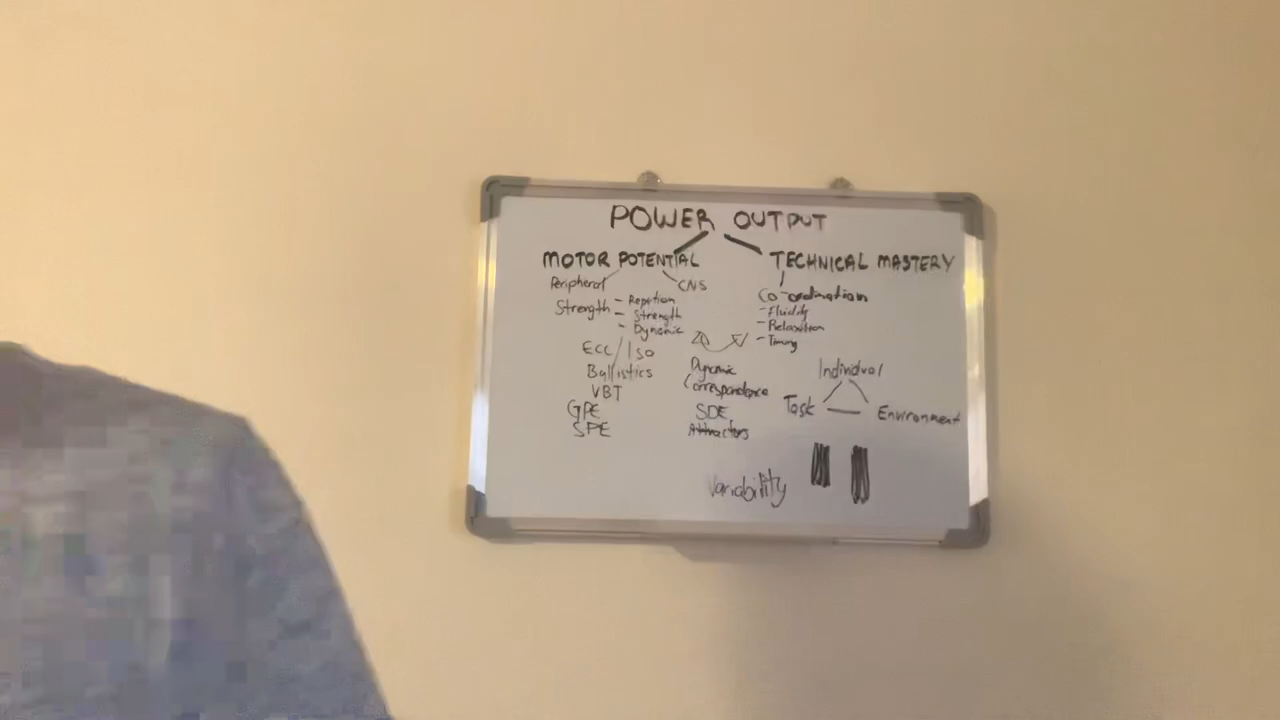 POWER OUTPUT
MOTOR POTENTIAL
TECHNICAL MASTERY
Peripheral
CNS
Strength - Repetion
- Strength
- Dynamic
Ecc / Iso
Ballistics
VBT
GPE
SPE
Co-ordination
- Fluidity
- Relaxation
- Timing
Dynamic
Correspondence
SDE
Attractors
Individual
Task
Environment
Variability